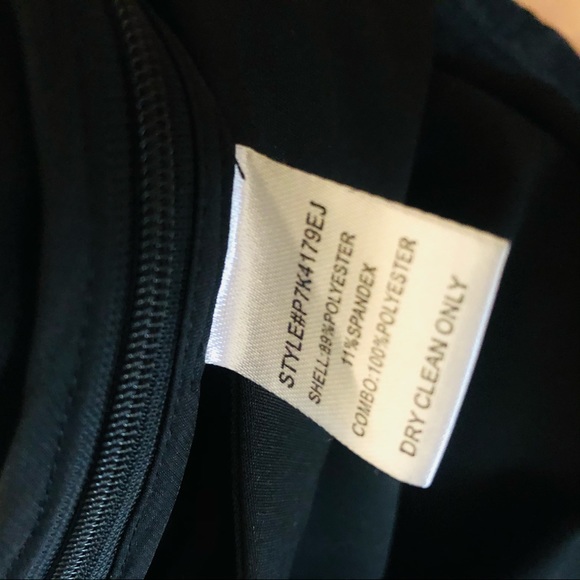 STYLE#P7K4179EJ
SHELL:89%POLYESTER
11%SPANDEX
COMBO:100%POLYESTER
DRY CLEAN ONLY